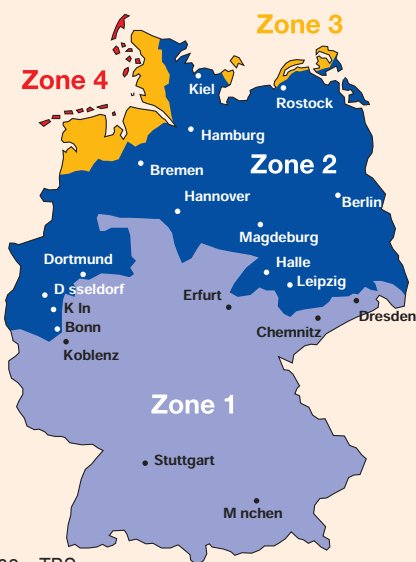 Zone 3
Zone 4
Kiel
Rostock
Hamburg
Bremen
Zone 2
Hannover
Berlin
Magdeburg
Dortmund
Halle
D sseldorf
Leipzig
Erfurt
K ln
Dresden
Bonn
Chemnitz
Koblenz
Zone 1
Stuttgart
M nchen